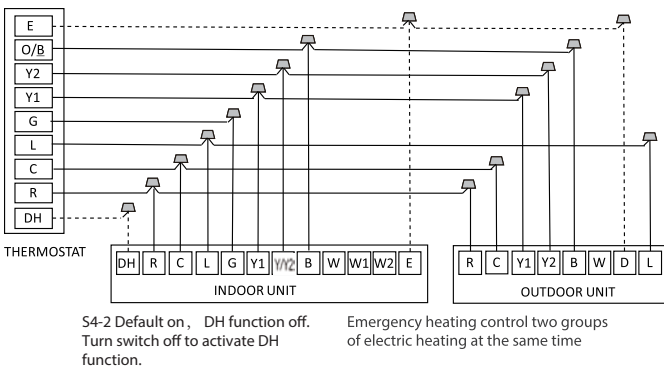 E
O/B
Y2
Y1
G
L
C
R
DH
THERMOSTAT
DH R C L G Y1 Y/Y2 B W W1 W2 E
INDOOR UNIT
R C Y1 Y2 B W D L
OUTDOOR UNIT
S4-2 Default on， DH function off.
Turn switch off to activate DH
function.
Emergency heating control two groups
of electric heating at the same time